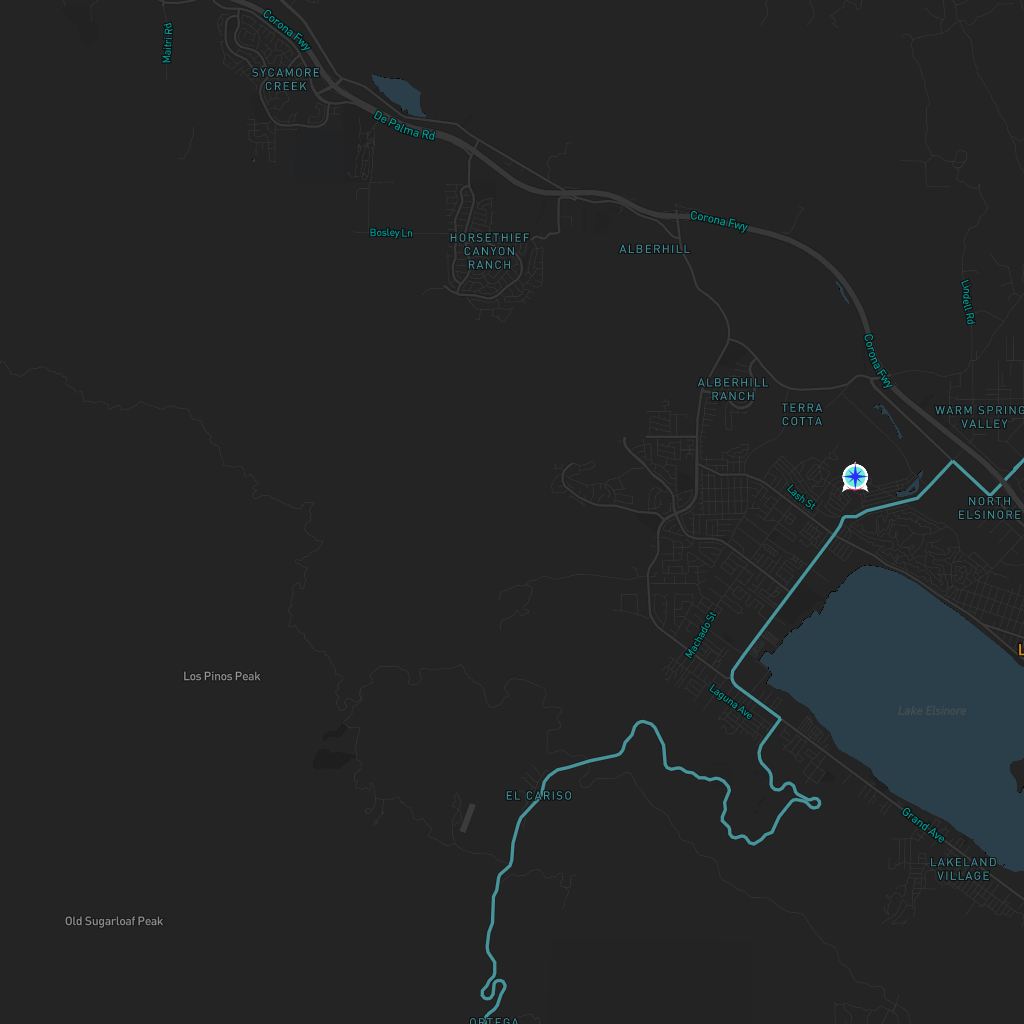 Corona Fwy
Maitri Rd
SYCAMORE
CREEK
De Palma Rd
Corona Fwy
Bosley Ln
HORSETHIEF
CANYON
RANCH
ALBERHILL
Lindell Rd
Corona Fwy
ALBERHILL
RANCH
TERRA
COTTA
WARM SPRING
VALLEY
Lash St
NORTH
ELSINORE
Machado St
L
Los Pinos Peak
Laguna Ave
Lake Elsinore
EL CARISO
Grand Ave
LAKELAND
VILLAGE
Old Sugarloaf Peak
ORTEGA